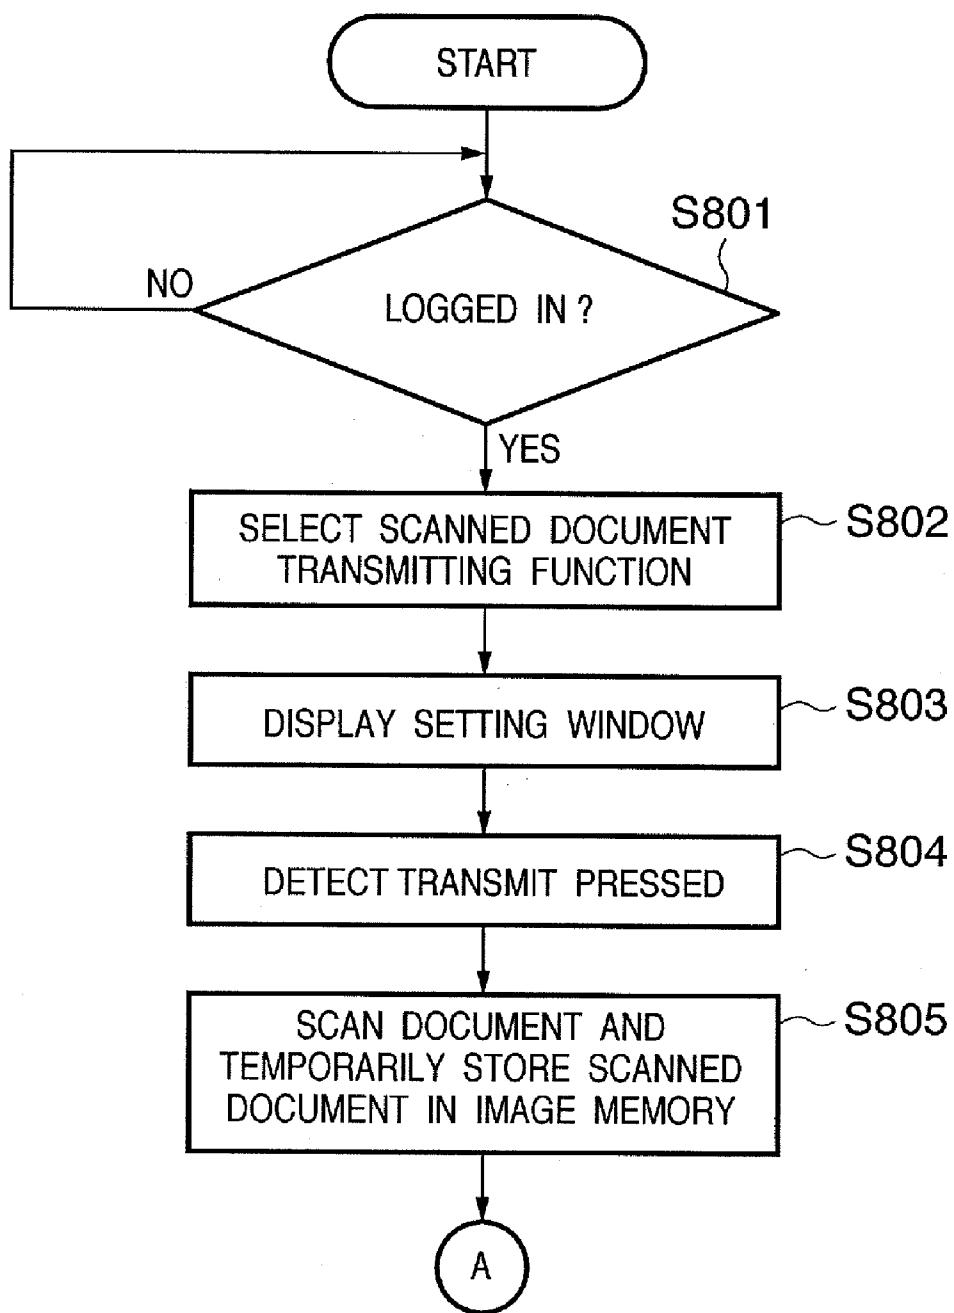 START
S801
NO
LOGGED IN ?
YES
SELECT SCANNED DOCUMENT
TRANSMITTING FUNCTION
S802
DISPLAY SETTING WINDOW
S803
DETECT TRANSMIT PRESSED
S804
SCAN DOCUMENT AND
TEMPORARILY STORE SCANNED
DOCUMENT IN IMAGE MEMORY
S805
A